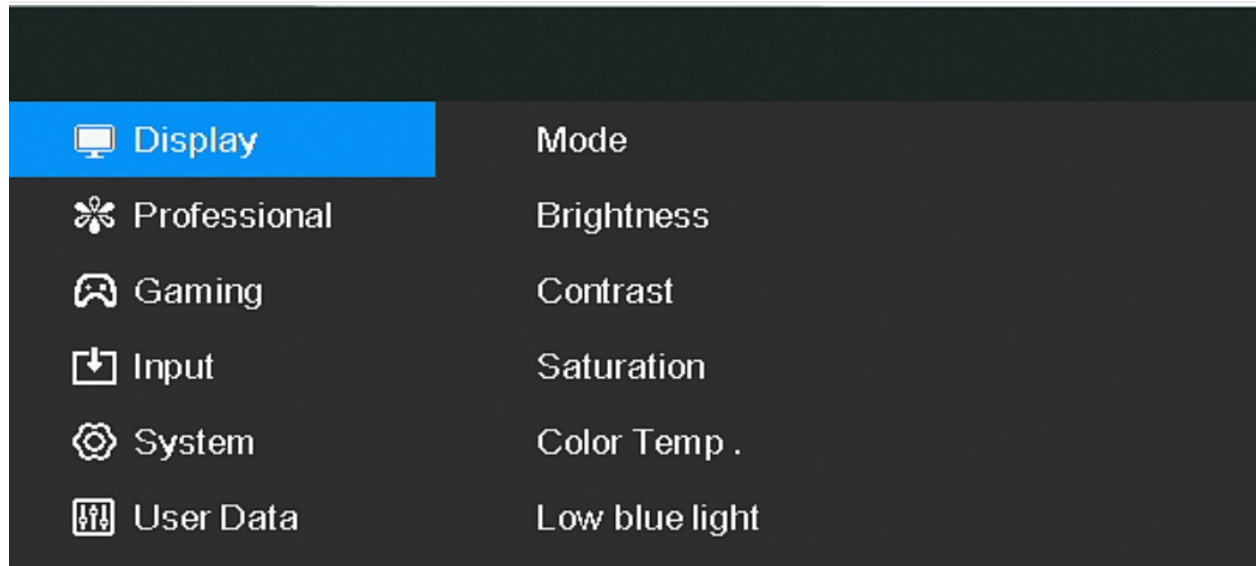 Display
Mode
Professional
Brightness
Gaming
Contrast
Input
Saturation
System
Color Temp .
User Data
Low blue light